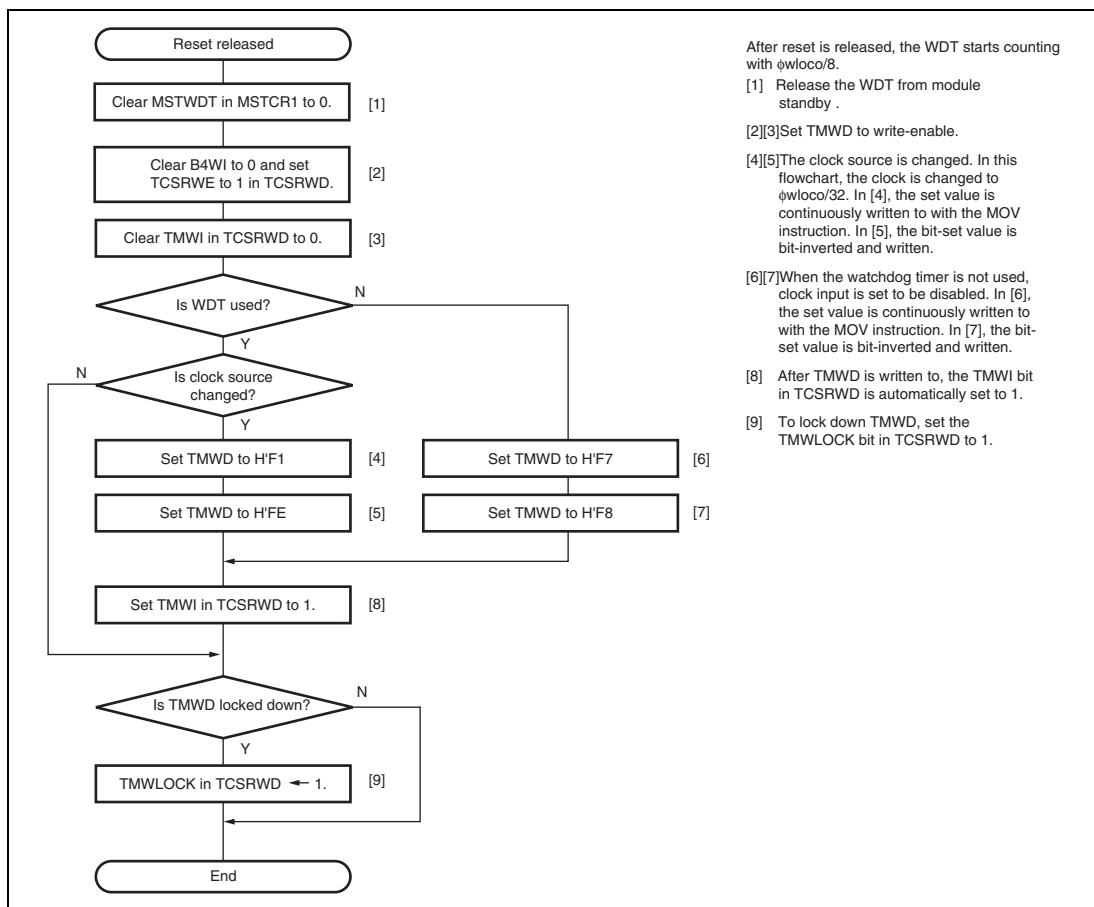 Reset released
Clear MSTWDT in MSTCR1 to 0.
[1]
Clear B4WI to 0 and set
TCSRWE to 1 in TCSRWD.
[2]
Clear TMWI in TCSRWD to 0.
[3]
Is WDT used?
N
Y
N
Is clock source
changed?
Y
Set TMWD to H'F1
[4]
Set TMWD to H'F7
[6]
Set TMWD to H'FE
[5]
Set TMWD to H'F8
[7]
Set TMWI in TCSRWD to 1.
[8]
Is TMWD locked down?
N
Y
TMWLOCK in TCSRWD ← 1.
[9]
End
After reset is released, the WDT starts counting
with φwloco/8.
[1] Release the WDT from module
standby .
[2][3]Set TMWD to write-enable.
[4][5]The clock source is changed. In this
flowchart, the clock is changed to
φwloco/32. In [4], the set value is
continuously written to with the MOV
instruction. In [5], the bit-set value is
bit-inverted and written.
[6][7]When the watchdog timer is not used,
clock input is set to be disabled. In [6],
the set value is continuously written to
with the MOV instruction. In [7], the bit-
set value is bit-inverted and written.
[8] After TMWD is written to, the TMWI bit
in TCSRWD is automatically set to 1.
[9] To lock down TMWD, set the
TMWLOCK bit in TCSRWD to 1.